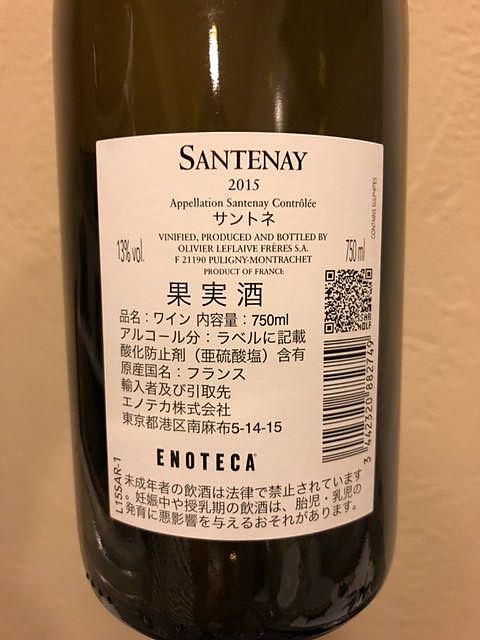 SANTENAY
2015
Appellation Santenay Contrôlée
サントネ
VINIFIED, PRODUCED AND BOTTLED BY
OLIVIER LEFLAIVE FRÈRES S.A.
F 21190 PULIGNY-MONTRACHET
PRODUCT OF FRANCE
13% vol.
750 ml
CONTAINS SULPHITES
果実酒
品名：ワイン 内容量：750ml
アルコール分：ラベルに記載
酸化防止剤（亜硫酸塩）含有
原産国名：フランス
輸入者及び引取先
エノテカ株式会社
東京都港区南麻布5-14-15
ENOTECA
3 442320 882749
L15SAR-1
未成年者の飲酒は法律で禁止されています
。妊娠中や授乳期の飲酒は、胎児・乳児の
発育に悪影響を与えるおそれがあります。